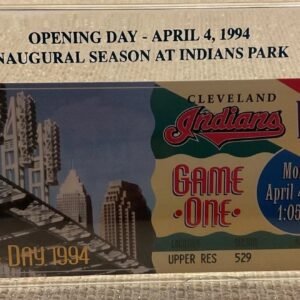 OPENING DAY - APRIL 4, 1994
NAUGURAL SEASON AT INDIANS PARK
CLEVELAND
Indians
GAME
·ONE·
Mo
April
1:05
DAY 1994
UPPER RES 529